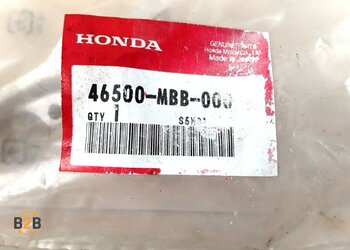 HONDA
GENUINE PARTS
Honda Motor Co., Ltd.
Made in Japan
46500-MBB-000
QTY 1
B2B